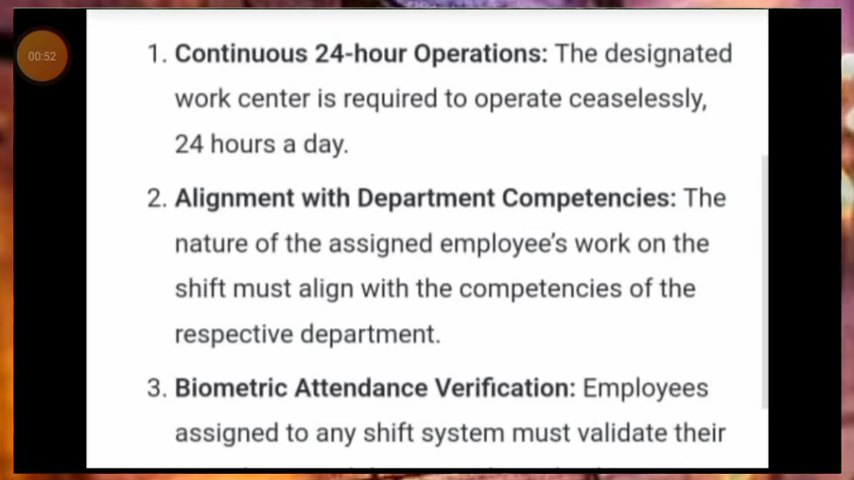 00:52
1. Continuous 24-hour Operations: The designated
work center is required to operate ceaselessly,
24 hours a day.
2. Alignment with Department Competencies: The
nature of the assigned employee’s work on the
shift must align with the competencies of the
respective department.
3. Biometric Attendance Verification: Employees
assigned to any shift system must validate their